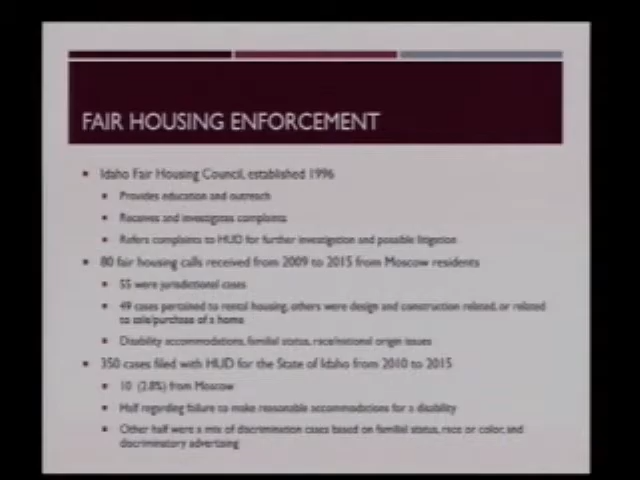 FAIR HOUSING ENFORCEMENT
Idaho Fair Housing Council, established 1996
Provides education and outreach
Receives and investigates complaints
Refers complaints to HUD for further investigation and possible litigation
80 fair housing calls received from 2009 to 2015 from Moscow residents
55 were jurisdictional cases
49 cases pertained to rental housing, others were design and construction related, or related
to sale/purchase of a home
Disability accommodations, familial status, race/national origin issues
350 cases filed with HUD for the State of Idaho from 2010 to 2015
10 (2.8%) from Moscow
Half regarding failure to make reasonable accommodations for a disability
Other half were a mix of discrimination cases based on familial status, race or color, and
discriminatory advertising